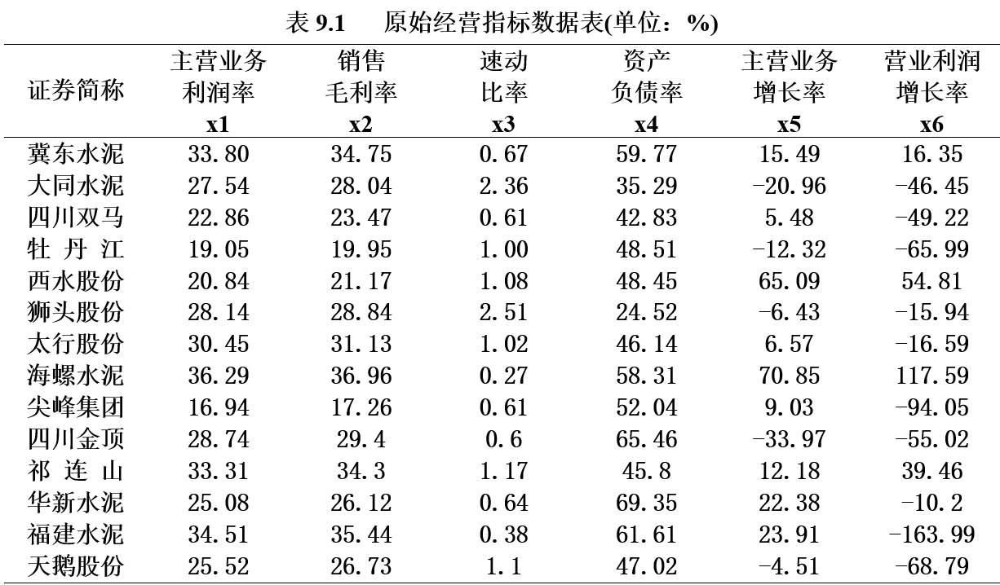 表 9.1 原始经营指标数据表(单位：%)
证券简称 主营业务利润率 x1 销售毛利率 x2 速动比率 x3 资产负债率 x4 主营业务增长率 x5 营业利润增长率 x6
冀东水泥 33.80 34.75 0.67 59.77 15.49 16.35
大同水泥 27.54 28.04 2.36 35.29 -20.96 -46.45
四川双马 22.86 23.47 0.61 42.83 5.48 -49.22
牡 丹 江 19.05 19.95 1.00 48.51 -12.32 -65.99
西水股份 20.84 21.17 1.08 48.45 65.09 54.81
狮头股份 28.14 28.84 2.51 24.52 -6.43 -15.94
太行股份 30.45 31.13 1.02 46.14 6.57 -16.59
海螺水泥 36.29 36.96 0.27 58.31 70.85 117.59
尖峰集团 16.94 17.26 0.61 52.04 9.03 -94.05
四川金顶 28.74 29.4 0.6 65.46 -33.97 -55.02
祁 连 山 33.31 34.3 1.17 45.8 12.18 39.46
华新水泥 25.08 26.12 0.64 69.35 22.38 -10.2
福建水泥 34.51 35.44 0.38 61.61 23.91 -163.99
天鹅股份 25.52 26.73 1.1 47.02 -4.51 -68.79